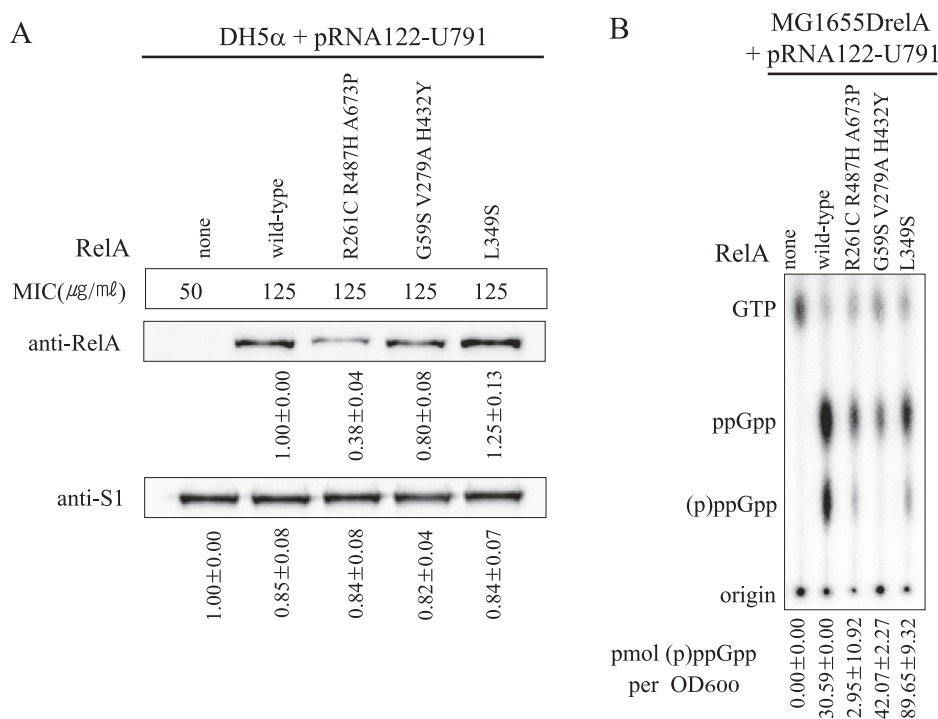 A
DH5α + pRNA122-U791
RelA
none
wild-type
R261C R487H A673P
G59S V279A H432Y
L349S
MIC(μg/mℓ)
50 125 125 125 125
anti-RelA
1.00±0.00
0.38±0.04
0.80±0.08
1.25±0.13
anti-S1
1.00±0.00
0.85±0.08
0.84±0.08
0.82±0.04
0.84±0.07
B
MG1655DrelA
+ pRNA122-U791
RelA
none
wild-type
R261C R487H A673P
G59S V279A H432Y
L349S
GTP
ppGpp
(p)ppGpp
origin
pmol (p)ppGpp
per OD600
0.00±0.00
30.59±0.00
2.95±10.92
42.07±2.27
89.65±9.32